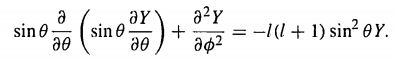 sin θ ∂/∂θ (sin θ ∂Y/∂θ) + ∂²Y/∂ϕ² = −l(l + 1) sin² θ Y.